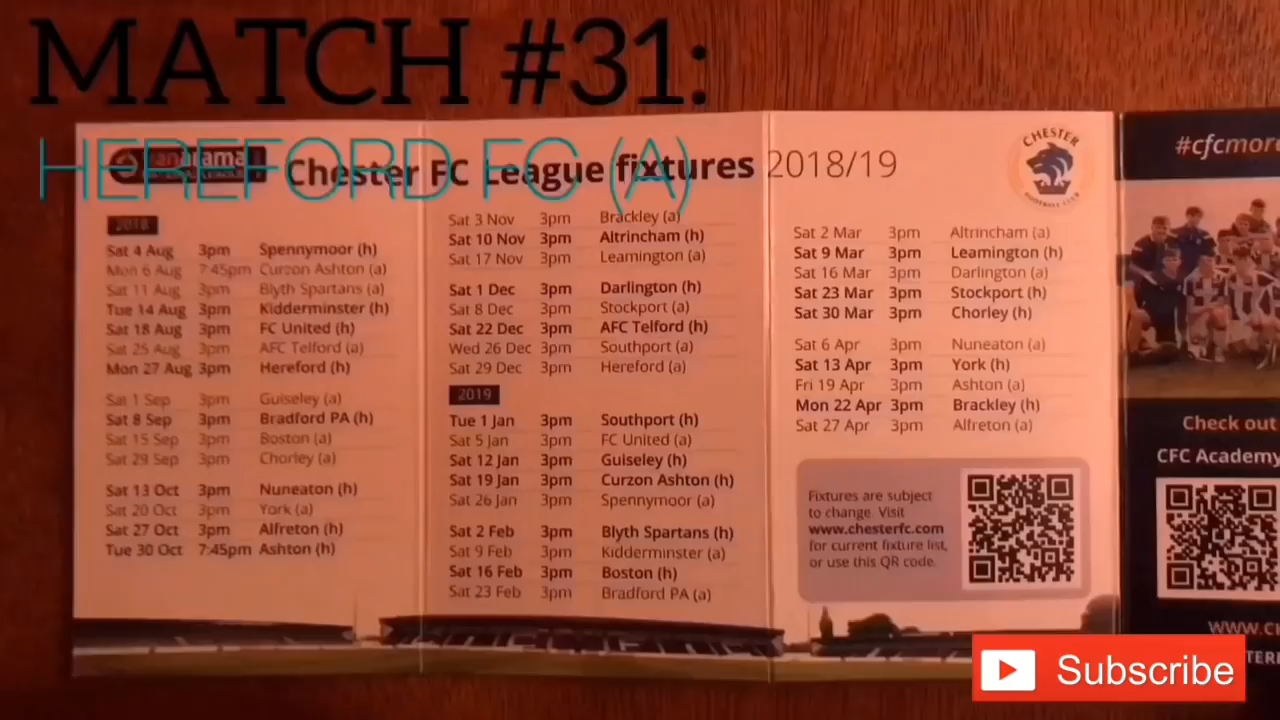 MATCH #31:
HEREFORD FC (A)
Chester FC League fixtures 2018/19
2018
Sat 4 Aug 3pm Spennymoor (h)
Mon 6 Aug 7:45pm Curzon Ashton (a)
Sat 11 Aug 3pm Blyth Spartans (a)
Tue 14 Aug 3pm Kidderminster (h)
Sat 18 Aug 3pm FC United (h)
Sat 25 Aug 3pm AFC Telford (a)
Mon 27 Aug 3pm Hereford (h)
Sat 1 Sep 3pm Guiseley (a)
Sat 8 Sep 3pm Bradford PA (h)
Sat 15 Sep 3pm Boston (a)
Sat 29 Sep 3pm Chorley (a)
Sat 13 Oct 3pm Nuneaton (h)
Sat 20 Oct 3pm York (a)
Sat 27 Oct 3pm Alfreton (h)
Tue 30 Oct 7:45pm Ashton (h)
Sat 3 Nov 3pm Brackley (a)
Sat 10 Nov 3pm Altrincham (h)
Sat 17 Nov 3pm Leamington (a)
Sat 1 Dec 3pm Darlington (h)
Sat 8 Dec 3pm Stockport (a)
Sat 22 Dec 3pm AFC Telford (h)
Wed 26 Dec 3pm Southport (a)
Sat 29 Dec 3pm Hereford (a)
2019
Tue 1 Jan 3pm Southport (h)
Sat 5 Jan 3pm FC United (a)
Sat 12 Jan 3pm Guiseley (h)
Sat 19 Jan 3pm Curzon Ashton (h)
Sat 26 Jan 3pm Spennymoor (a)
Sat 2 Feb 3pm Blyth Spartans (h)
Sat 9 Feb 3pm Kidderminster (a)
Sat 16 Feb 3pm Boston (h)
Sat 23 Feb 3pm Bradford PA (a)
CHESTER
FOOTBALL CLUB
Sat 2 Mar 3pm Altrincham (a)
Sat 9 Mar 3pm Leamington (h)
Sat 16 Mar 3pm Darlington (a)
Sat 23 Mar 3pm Stockport (h)
Sat 30 Mar 3pm Chorley (h)
Sat 6 Apr 3pm Nuneaton (a)
Sat 13 Apr 3pm York (h)
Fri 19 Apr 3pm Ashton (a)
Mon 22 Apr 3pm Brackley (h)
Sat 27 Apr 3pm Alfreton (a)
Fixtures are subject
to change. Visit
www.chesterfc.com
for current fixture list,
or use this QR code.
#cfcmore
Check out
CFC Academy
Subscribe